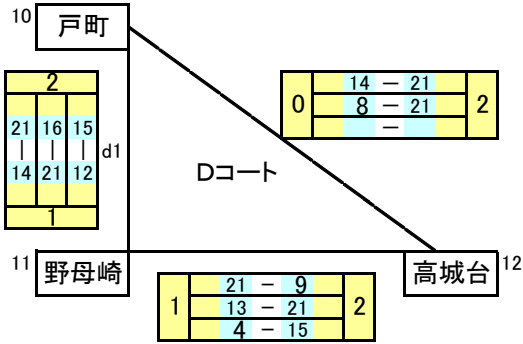 10 戸町
2
21 16 15
| | |
14 21 12
1
d1
0 14 － 21 2
8 － 21
－
Dコート
11 野母崎
高城台 12
1 21 － 9 2
13 － 21
4 － 15